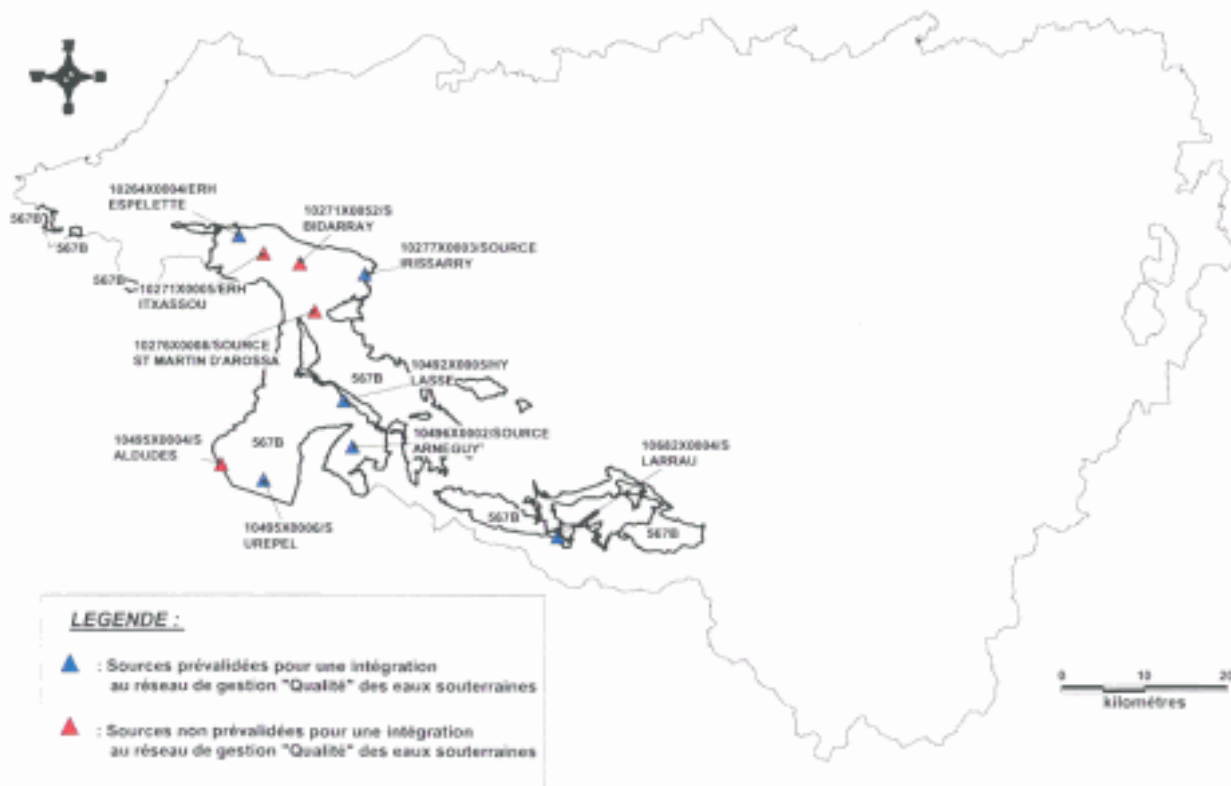 10264X0004/ERH
ESPELETTE
10271X0052/S
BIDARRAY
567B
567B
10277X0003/SOURCE
IRISSARRY
567B
10271X0005/ERH
ITXASSOU
10276X0008/SOURCE
ST MARTIN D'AROSSA
10492X0005/HY
LASSE
567B
10495X0004/S
ALDUDES
567B
10496X0002/SOURCE
ARNEGUY
10682X0004/S
LARRAU
567B
567B
10495X0006/S
UREPEL
LEGENDE :
: Sources prévalidées pour une intégration
au réseau de gestion "Qualité" des eaux souterraines
: Sources non prévalidées pour une intégration
au réseau de gestion "Qualité" des eaux souterraines
0 10 20
kilométres